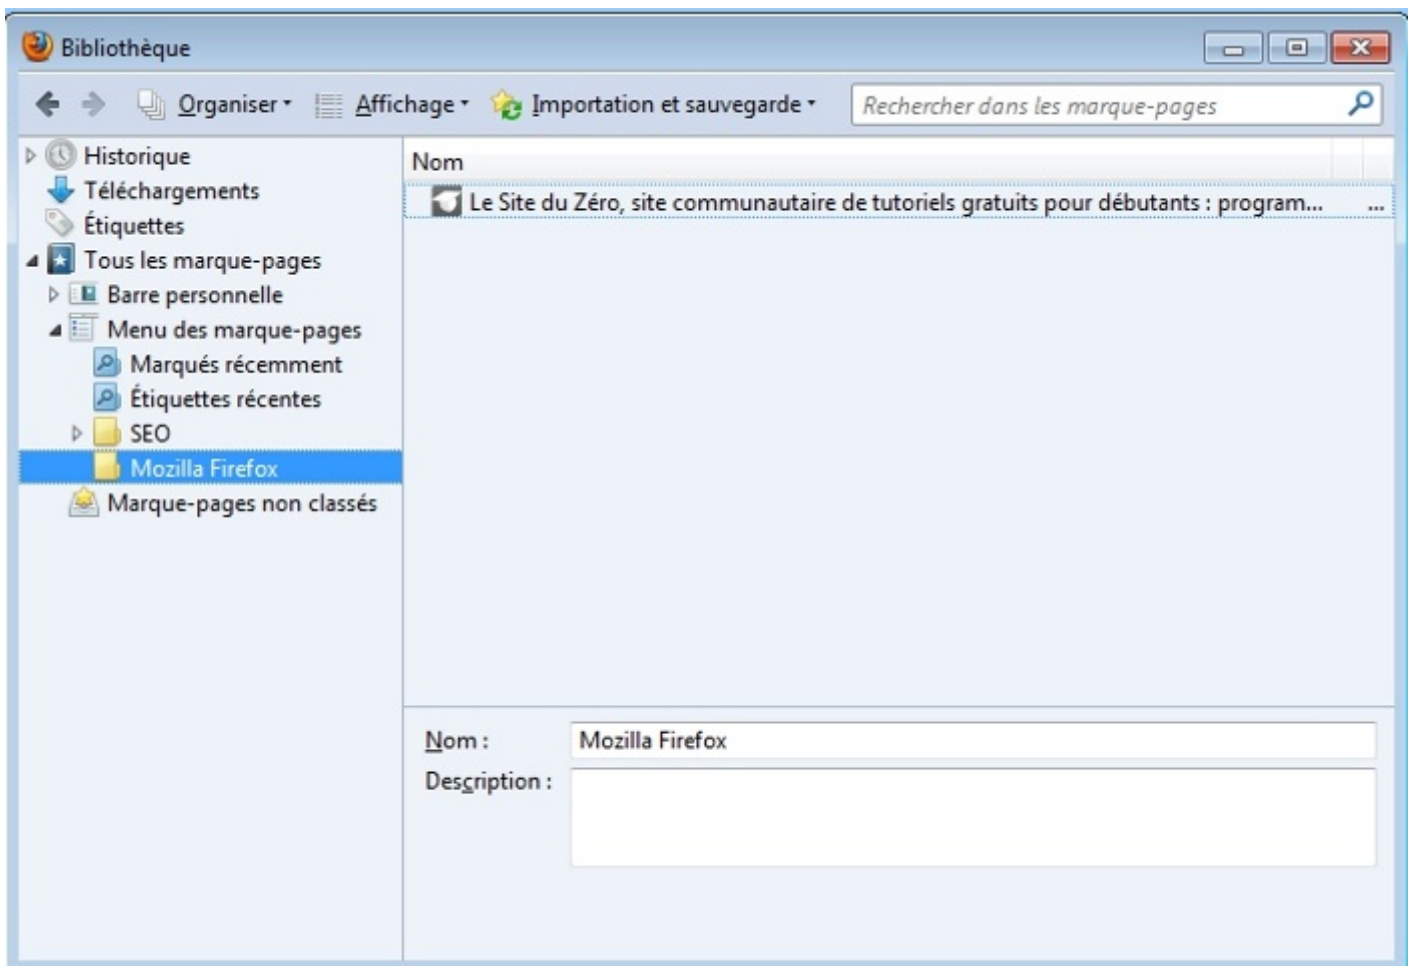 Bibliothèque
Organiser Affichage Importation et sauvegarde Rechercher dans les marque-pages
Historique
Téléchargements
Étiquettes
Tous les marque-pages
Barre personnelle
Menu des marque-pages
Marqués récemment
Étiquettes récentes
SEO
Mozilla Firefox
Marque-pages non classés
Nom
Le Site du Zéro, site communautaire de tutoriels gratuits pour débutants : program... ...
Nom : Mozilla Firefox
Description :